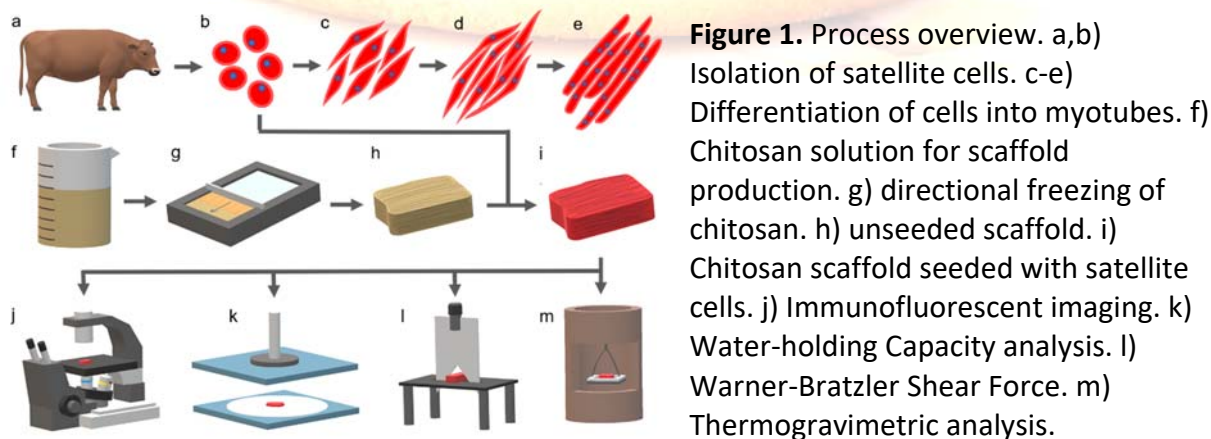 a
b
c
d
e
f
g
h
i
j
k
l
m
Figure 1. Process overview. a,b)
Isolation of satellite cells. c-e)
Differentiation of cells into myotubes. f)
Chitosan solution for scaffold
production. g) directional freezing of
chitosan. h) unseeded scaffold. i)
Chitosan scaffold seeded with satellite
cells. j) Immunofluorescent imaging. k)
Water-holding Capacity analysis. l)
Warner-Bratzler Shear Force. m)
Thermogravimetric analysis.